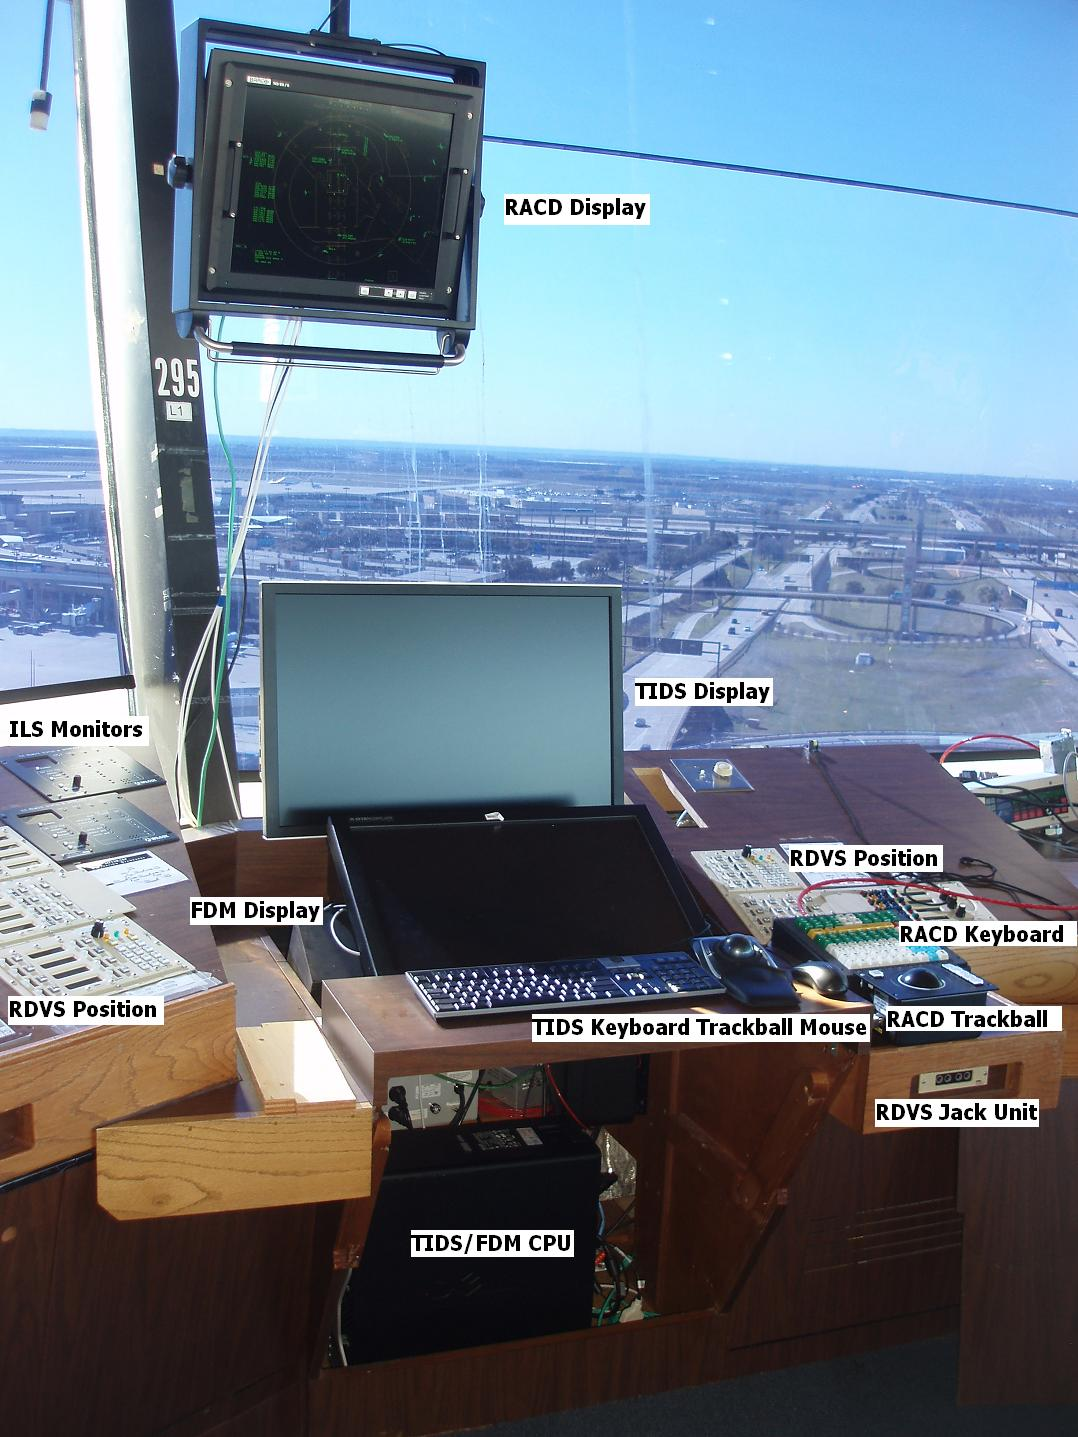 RACD Display
295
L1
TIDS Display
ILS Monitors
RDVS Position
FDM Display
RACD Keyboard
RDVS Position
RACD Trackball
TIDS Keyboard Trackball Mouse
RDVS Jack Unit
TIDS/FDM CPU